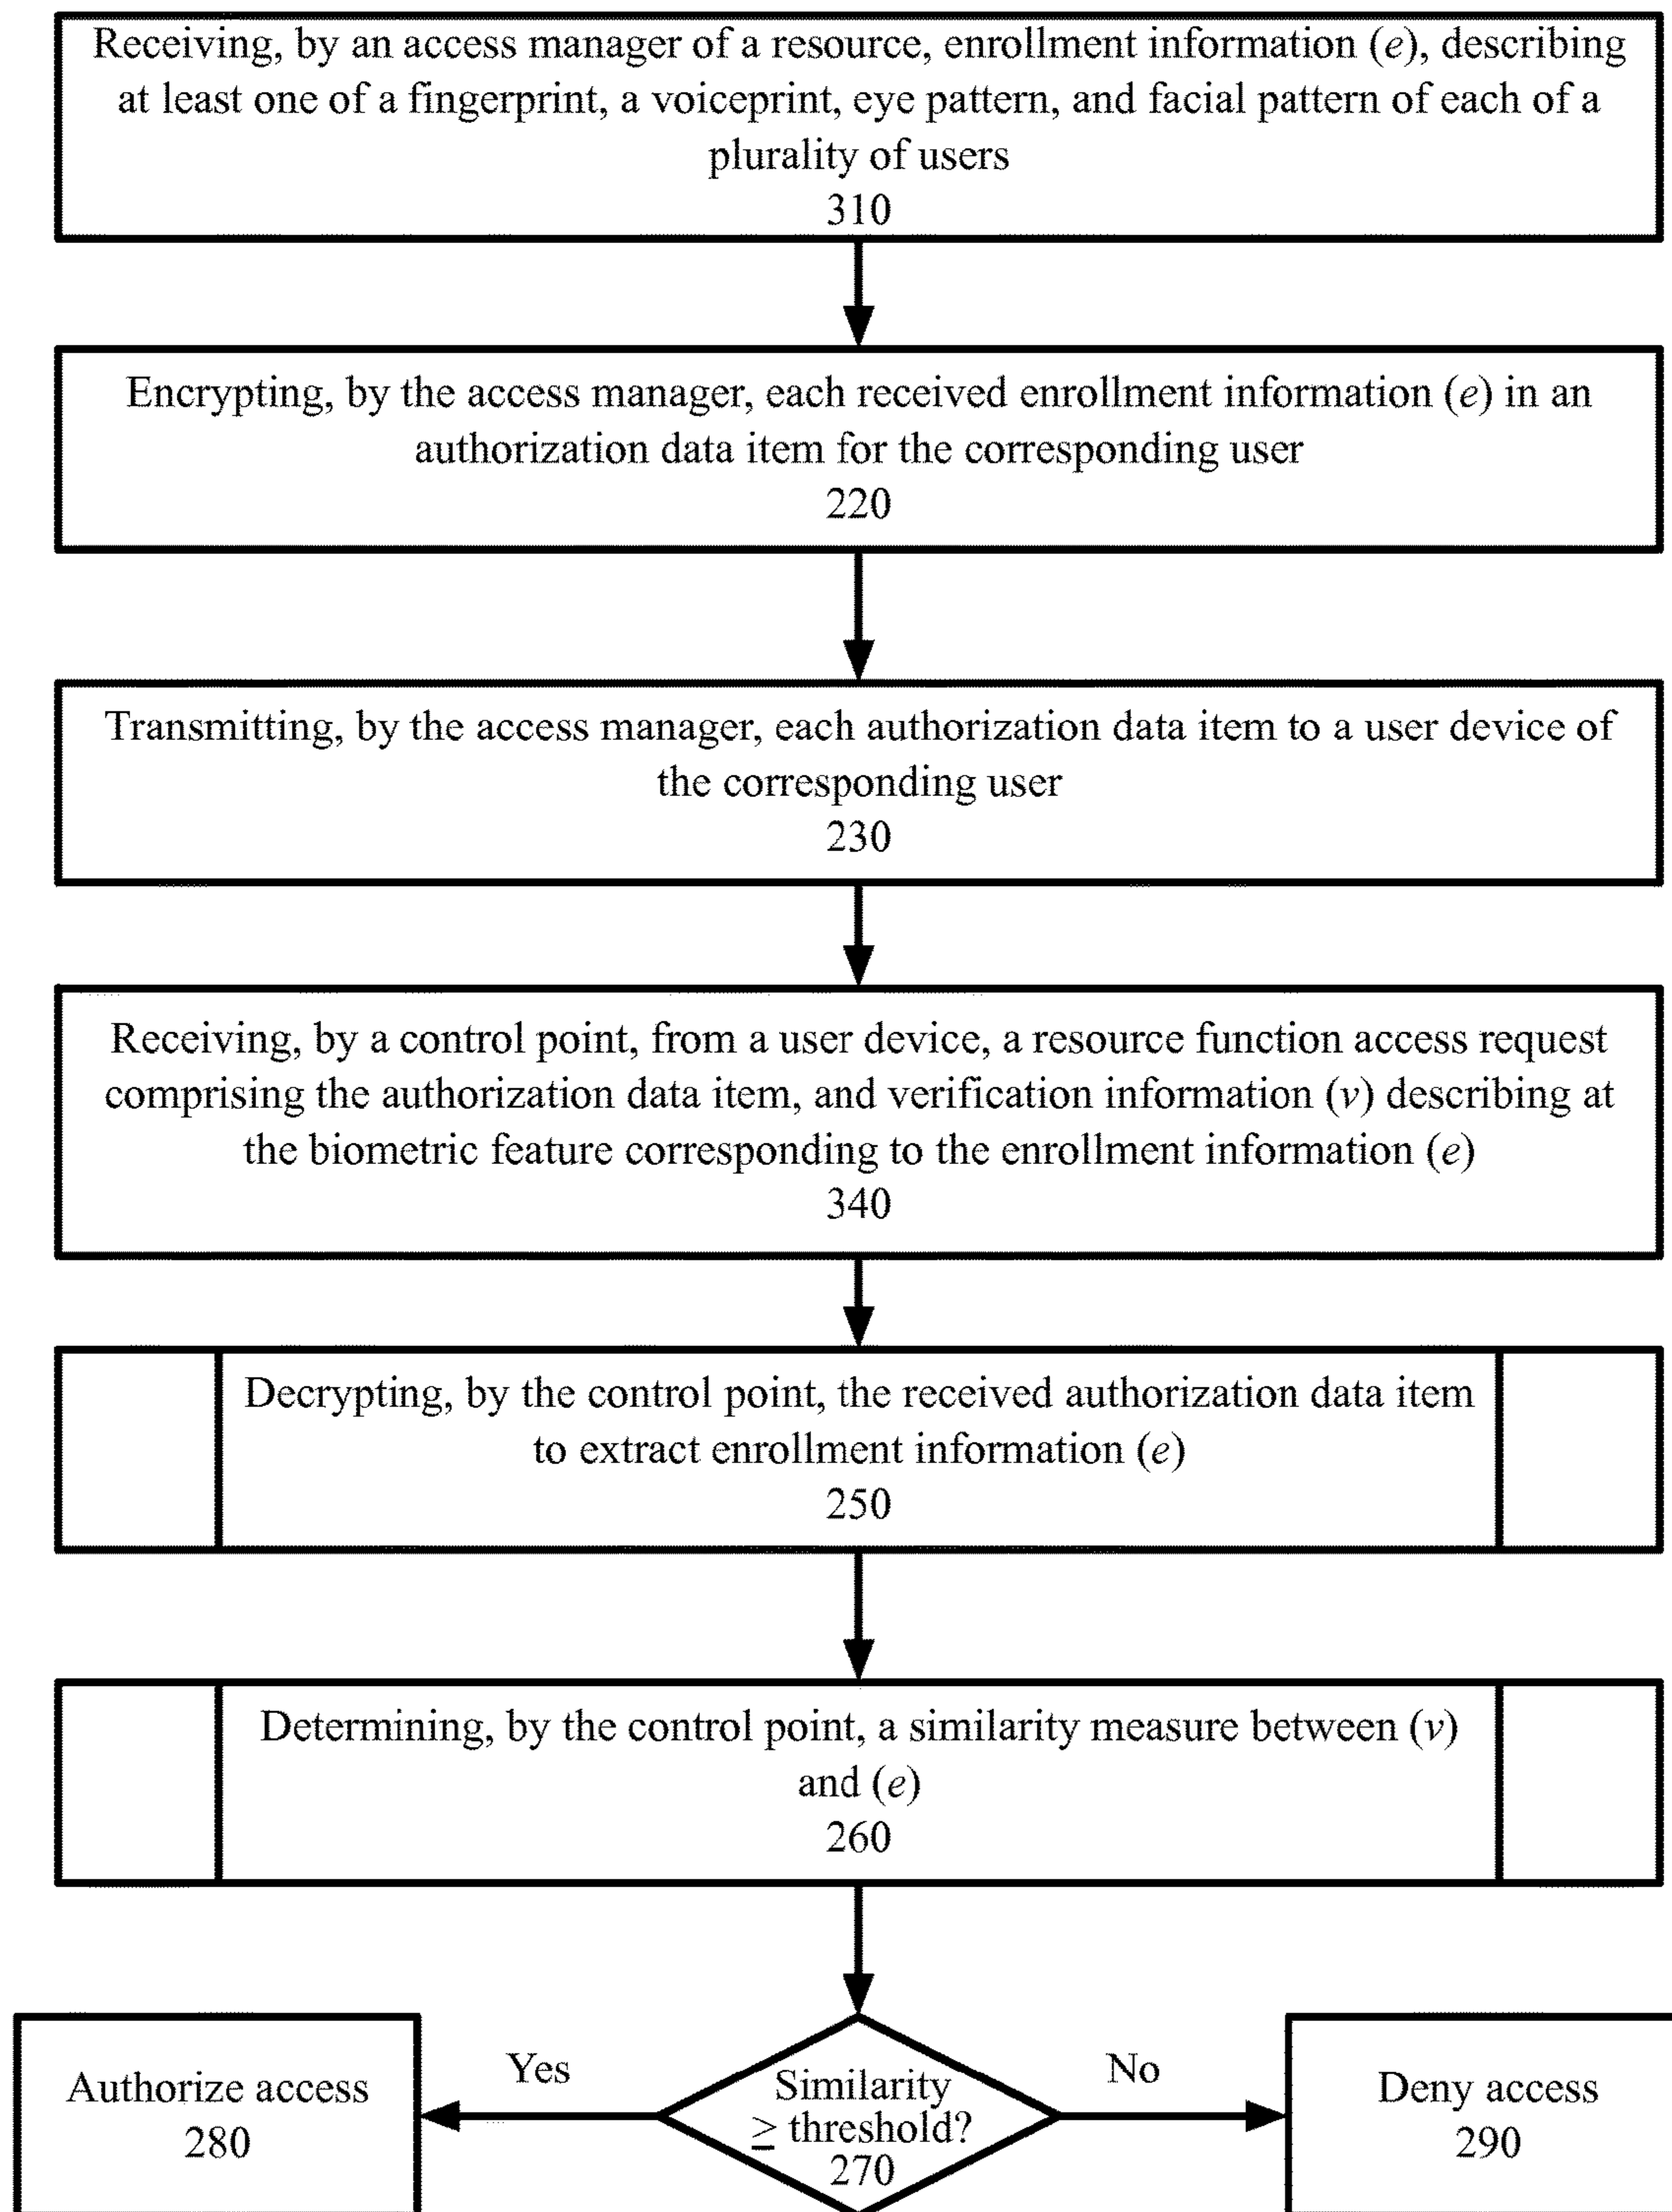 Receiving, by an access manager of a resource, enrollment information (e), describing
at least one of a fingerprint, a voiceprint, eye pattern, and facial pattern of each of a
plurality of users
310
Encrypting, by the access manager, each received enrollment information (e) in an
authorization data item for the corresponding user
220
Transmitting, by the access manager, each authorization data item to a user device of
the corresponding user
230
Receiving, by a control point, from a user device, a resource function access request
comprising the authorization data item, and verification information (v) describing at
the biometric feature corresponding to the enrollment information (e)
340
Decrypting, by the control point, the received authorization data item
to extract enrollment information (e)
250
Determining, by the control point, a similarity measure between (v)
and (e)
260
Authorize access
280
Yes
Similarity
≥ threshold?
270
No
Deny access
290